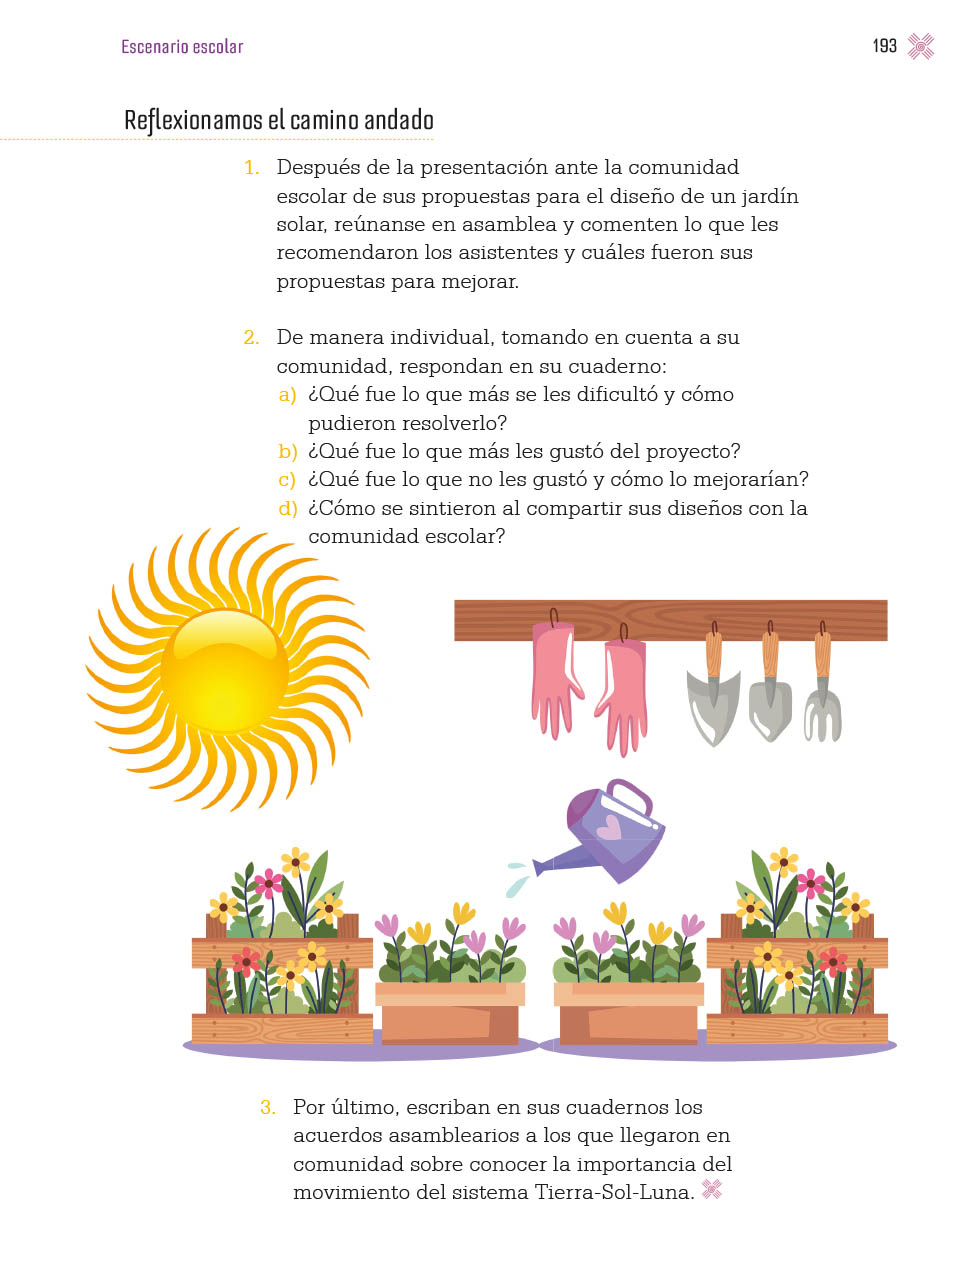 Escenario escolar
193
Reflexionamos el camino andado
1. Después de la presentación ante la comunidad
escolar de sus propuestas para el diseño de un jardín
solar, reúnanse en asamblea y comenten lo que les
recomendaron los asistentes y cuáles fueron sus
propuestas para mejorar.
2. De manera individual, tomando en cuenta a su
comunidad, respondan en su cuaderno:
a) ¿Qué fue lo que más se les dificultó y cómo
pudieron resolverlo?
b) ¿Qué fue lo que más les gustó del proyecto?
c) ¿Qué fue lo que no les gustó y cómo lo mejorarían?
d) ¿Cómo se sintieron al compartir sus diseños con la
comunidad escolar?
3. Por último, escriban en sus cuadernos los
acuerdos asamblearios a los que llegaron en
comunidad sobre conocer la importancia del
movimiento del sistema Tierra-Sol-Luna.